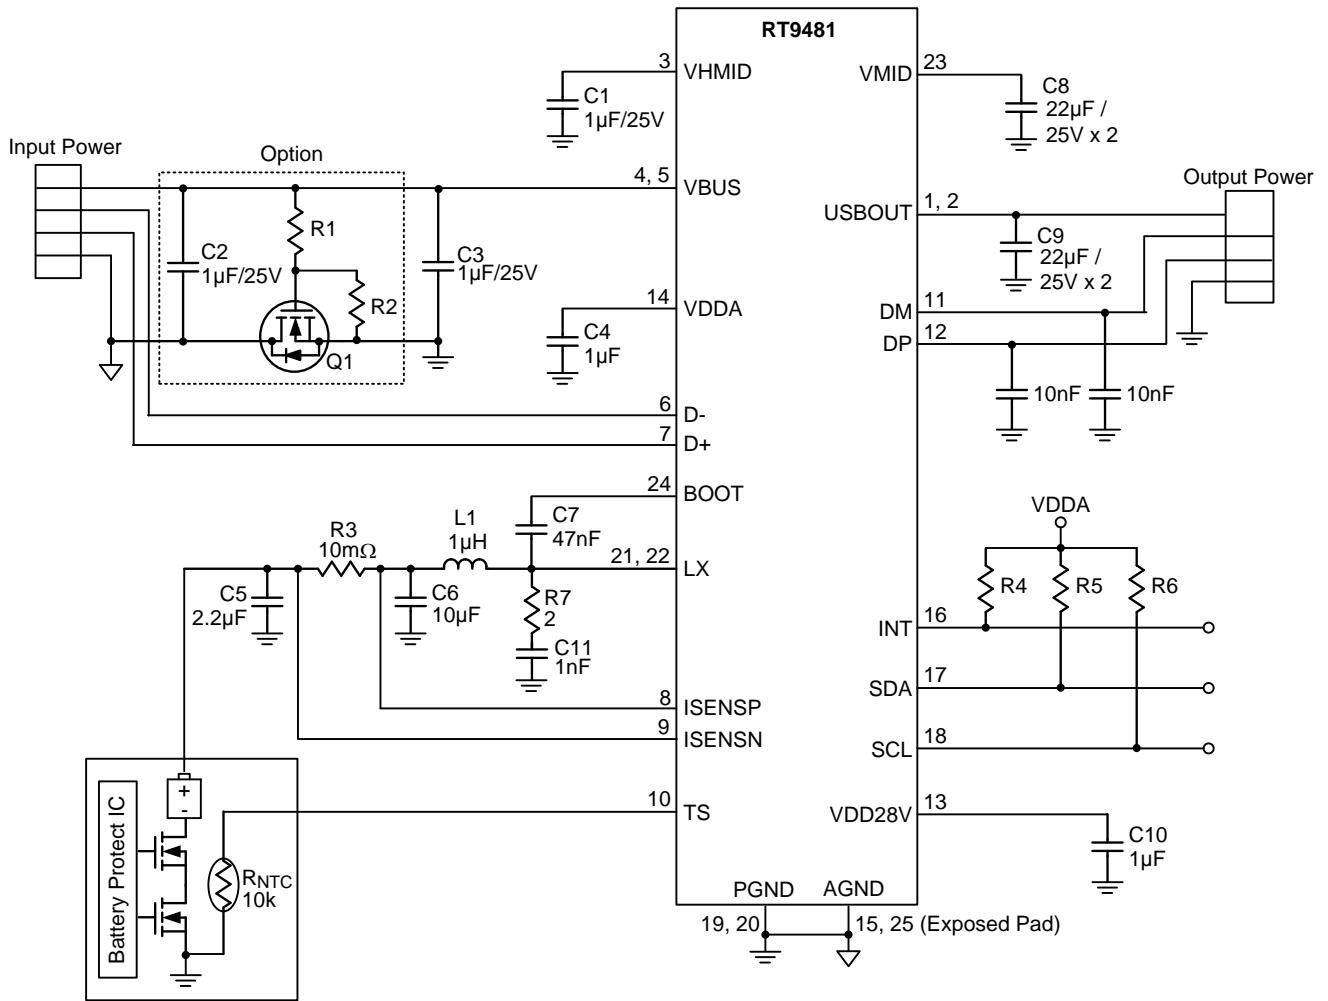 RT9481
3
VHMID
C1
1µF/25V
VMID
23
C8
22µF /
25V x 2
Input Power
Option
4, 5
VBUS
R1
C2
1µF/25V
R2
Q1
C3
1µF/25V
14
VDDA
C4
1µF
Output Power
USBOUT
1, 2
C9
22µF /
25V x 2
DM
11
DP
12
10nF
10nF
6
D-
7
D+
24
BOOT
C7
47nF
L1
1µH
R3
10mΩ
21, 22
LX
C5
2.2µF
C6
10µF
R7
2
C11
1nF
VDDA
R4
R5
R6
INT
16
SDA
17
SCL
18
8
ISENSP
9
ISENSN
10
TS
VDD28V
13
C10
1µF
Battery Protect IC
+
-
RNTC
10k
PGND
AGND
19, 20
15, 25 (Exposed Pad)